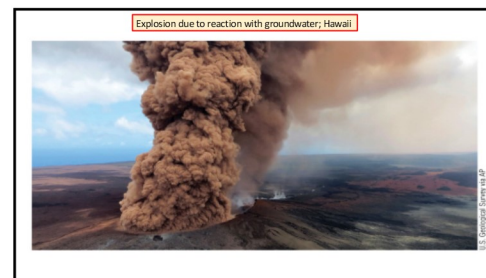 Explosion due to reaction with groundwater; Hawaii
U.S. Geological Survey via AP